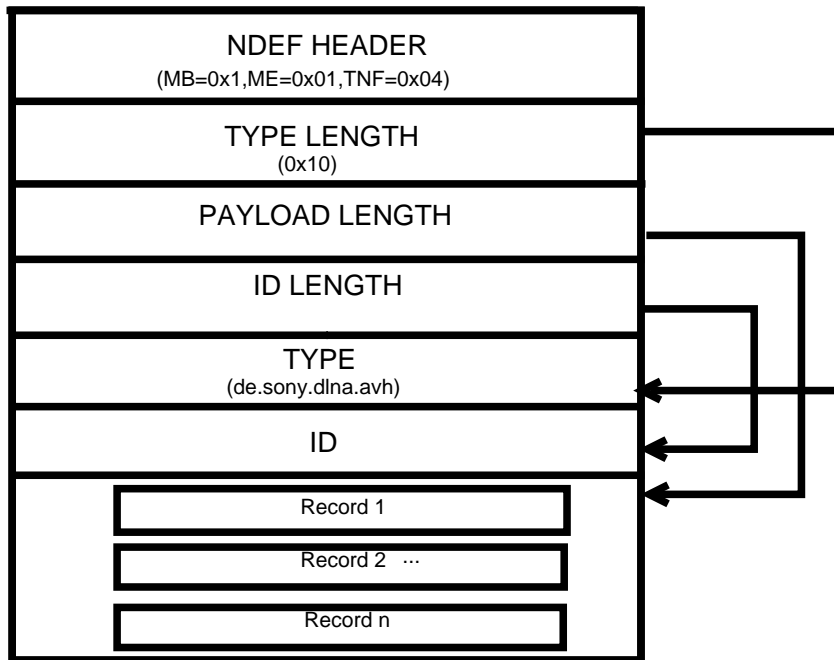 NDEF HEADER
(MB=0x1,ME=0x01,TNF=0x04)
TYPE LENGTH
(0x10)
PAYLOAD LENGTH
ID LENGTH
TYPE
(de.sony.dlna.avh)
ID
Record 1
Record 2 ...
Record n